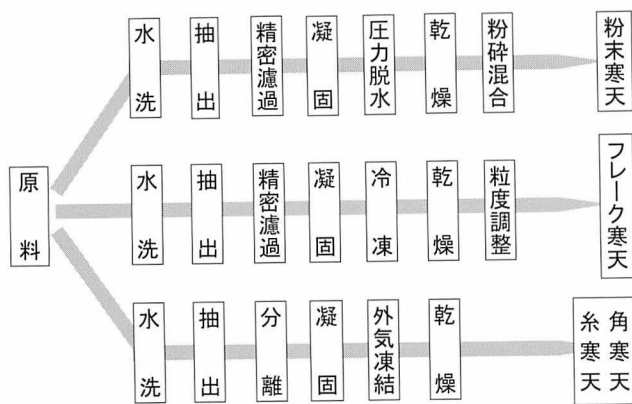 原料
水洗
抽出
精密濾過
凝固
圧力脱水
乾燥
粉砕混合
粉末寒天
水洗
抽出
精密濾過
凝固
冷凍
乾燥
粒度調整
フレーク寒天
水洗
抽出
分離
凝固
外気凍結
乾燥
角寒天
糸寒天